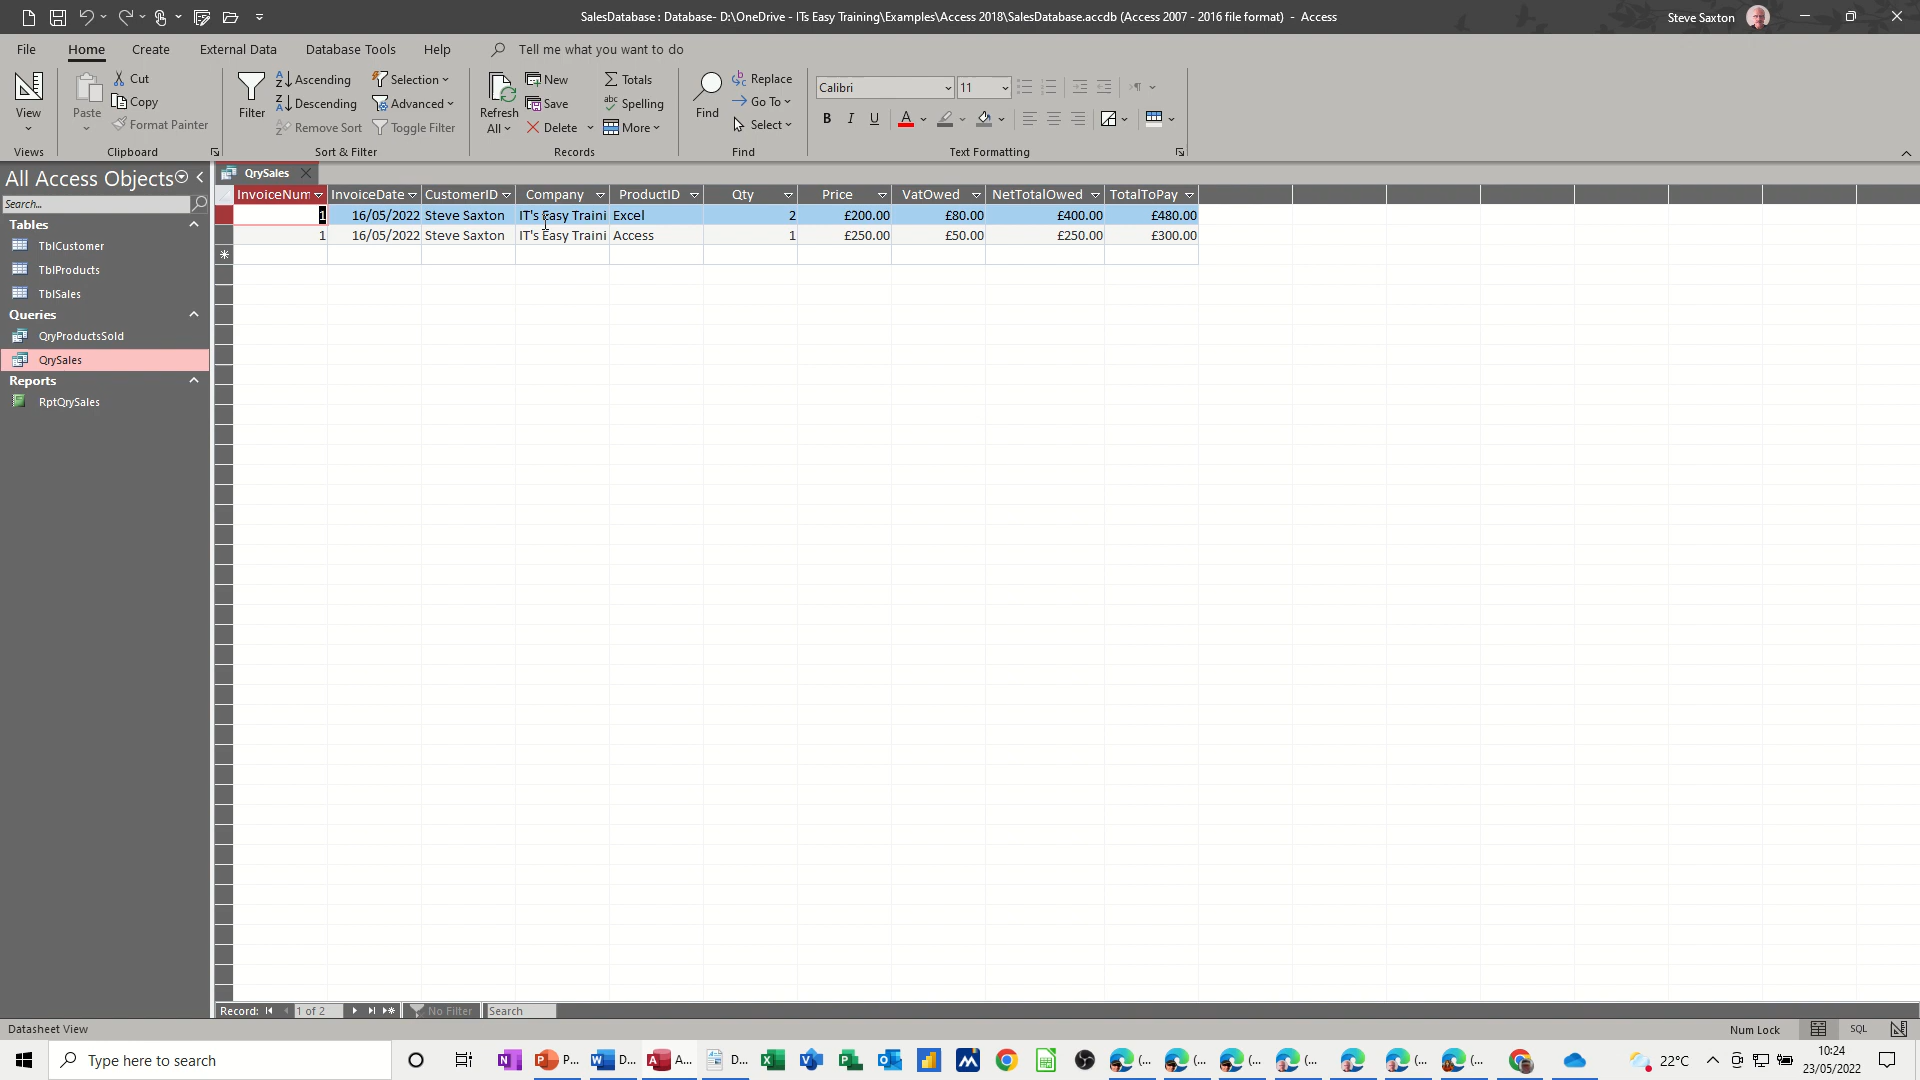 SalesDatabase : Database- D:\OneDrive - ITs Easy Training\Examples\Access 2018\SalesDatabase.accdb (Access 2007 - 2016 file format) - Access
Steve Saxton
File Home Create External Data Database Tools Help Tell me what you want to do
View
Views
Paste
Cut
Copy
Format Painter
Clipboard
Filter
Ascending
Descending
Remove Sort
Selection
Advanced
Toggle Filter
Sort & Filter
Refresh
All
New
Save
Delete
Totals
Spelling
More
Records
Find
Replace
Go To
Select
Find
Calibri 11
B I U
Text Formatting
All Access Objects
Search...
Tables
TblCustomer
TblProducts
TblSales
Queries
QryProductsSold
QrySales
Reports
RptQrySales
QrySales
InvoiceNum InvoiceDate CustomerID Company ProductID Qty Price VatOwed NetTotalOwed TotalToPay
1 16/05/2022 Steve Saxton IT's Easy Traini Excel 2 £200.00 £80.00 £400.00 £480.00
1 16/05/2022 Steve Saxton IT's Easy Traini Access 1 £250.00 £50.00 £250.00 £300.00
Record: 1 of 2 No Filter Search
Datasheet View
Num Lock
SQL
Type here to search
P...
D...
A...
D...
22°C
10:24
23/05/2022